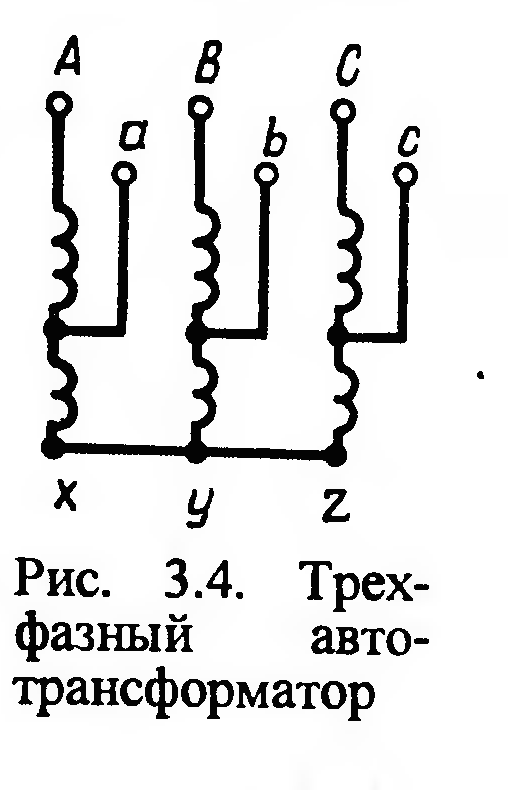 A B C
a b c
x y z
Рис. 3.4. Трех-
фазный авто-
трансформатор